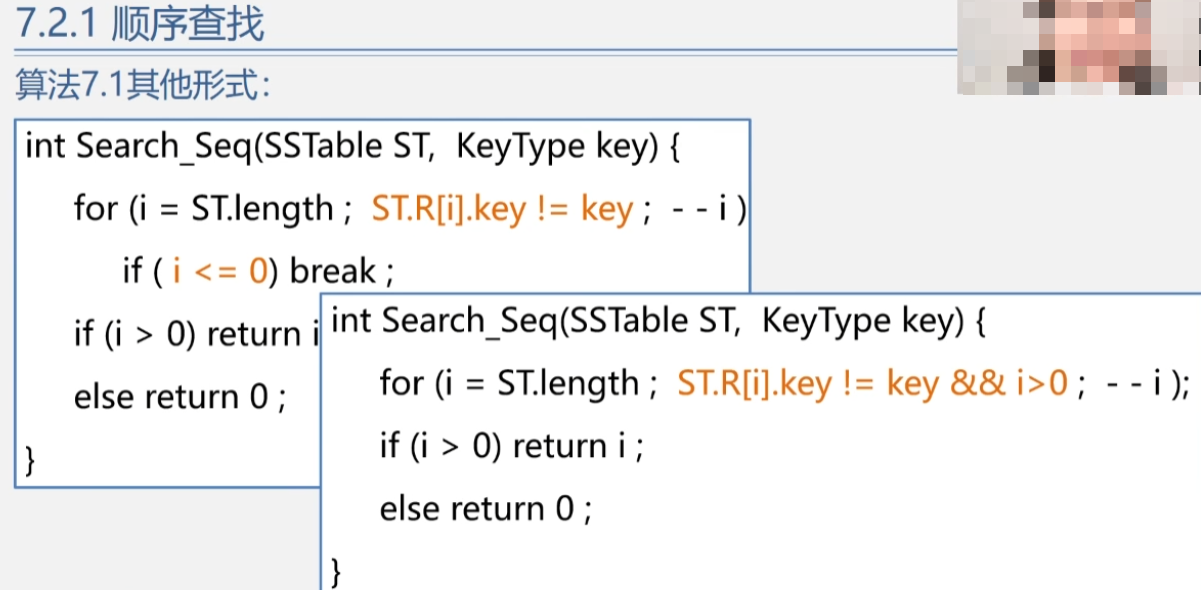 7.2.1 顺序查找
算法7.1其他形式：
int Search_Seq(SSTable ST, KeyType key) {
for (i = ST.length ; ST.R[i].key != key ; - - i )
if ( i <= 0) break ;
if (i > 0) return i
else return 0 ;
}
int Search_Seq(SSTable ST, KeyType key) {
for (i = ST.length ; ST.R[i].key != key && i>0 ; - - i );
if (i > 0) return i ;
else return 0 ;
}